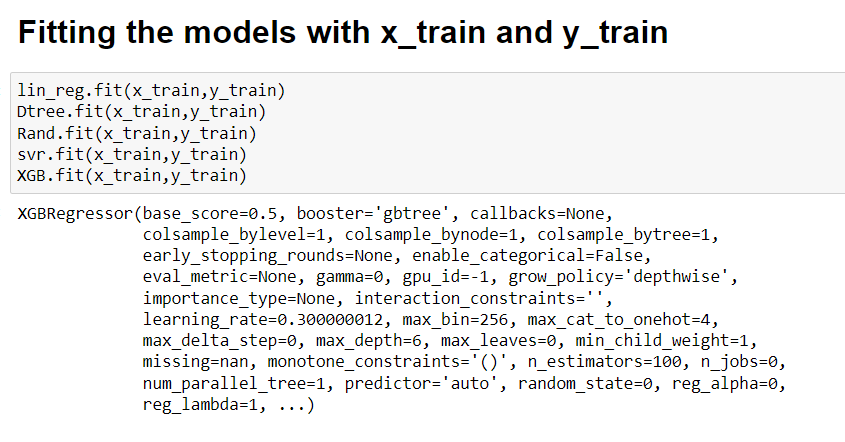 Fitting the models with x_train and y_train
lin_reg.fit(x_train,y_train)
Dtree.fit(x_train,y_train)
Rand.fit(x_train,y_train)
svr.fit(x_train,y_train)
XGB.fit(x_train,y_train)
XGBRegressor(base_score=0.5, booster='gbtree', callbacks=None,
colsample_bylevel=1, colsample_bynode=1, colsample_bytree=1,
early_stopping_rounds=None, enable_categorical=False,
eval_metric=None, gamma=0, gpu_id=-1, grow_policy='depthwise',
importance_type=None, interaction_constraints='',
learning_rate=0.300000012, max_bin=256, max_cat_to_onehot=4,
max_delta_step=0, max_depth=6, max_leaves=0, min_child_weight=1,
missing=nan, monotone_constraints='()', n_estimators=100, n_jobs=0,
num_parallel_tree=1, predictor='auto', random_state=0, reg_alpha=0,
reg_lambda=1, ...)